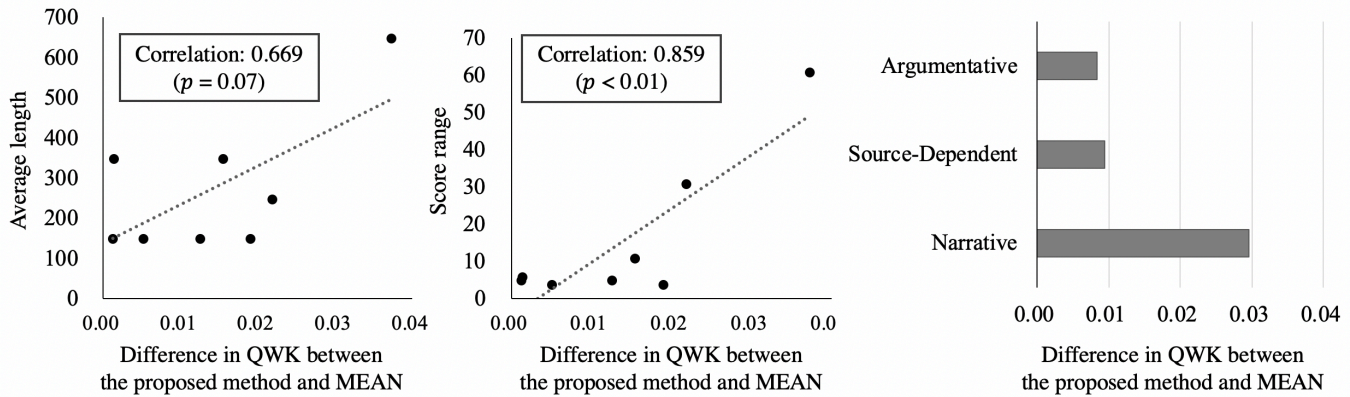 700
600
500
400
300
200
100
0
Average length
Correlation: 0.669
(p = 0.07)
0.00 0.01 0.02 0.03 0.04
Difference in QWK between
the proposed method and MEAN
70
60
50
40
30
20
10
0
Score range
Correlation: 0.859
(p < 0.01)
0.00 0.01 0.02 0.03 0.0
Difference in QWK between
the proposed method and MEAN
Argumentative
Source-Dependent
Narrative
0.00 0.01 0.02 0.03 0.04
Difference in QWK between
the proposed method and MEAN